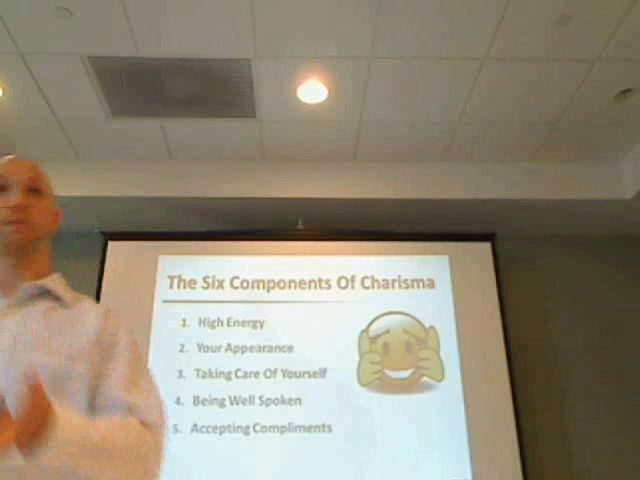 The Six Components Of Charisma
1. High Energy
2. Your Appearance
3. Taking Care Of Yourself
4. Being Well Spoken
5. Accepting Compliments